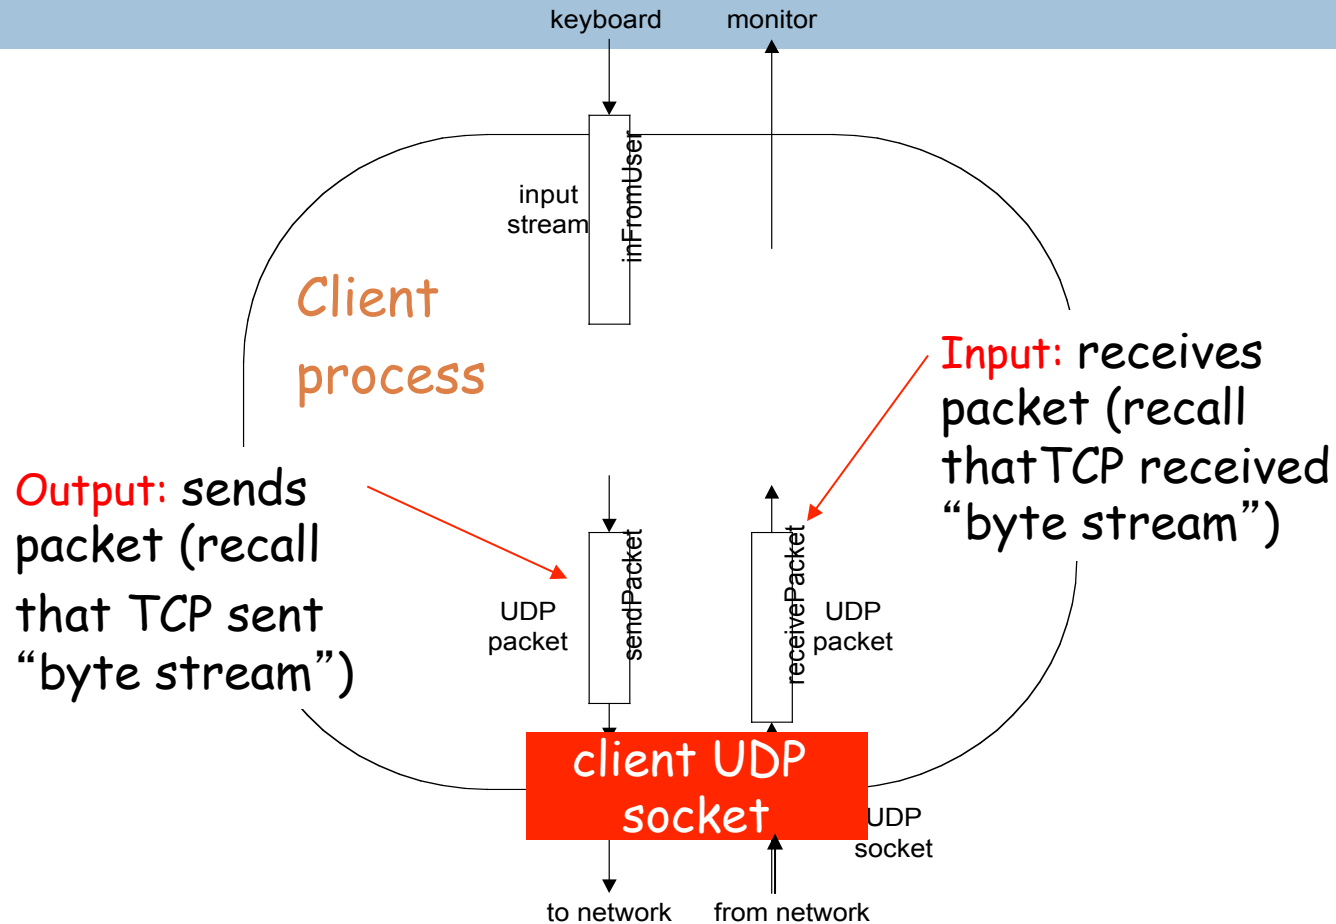 keyboard
monitor
inFromUser
input
stream
Client
process
Input: receives
packet (recall
thatTCP received
“byte stream”)
Output: sends
packet (recall
that TCP sent
“byte stream”)
sendPacket
UDP
packet
receivePacket
UDP
packet
client UDP
socket
UDP
socket
to network
from network